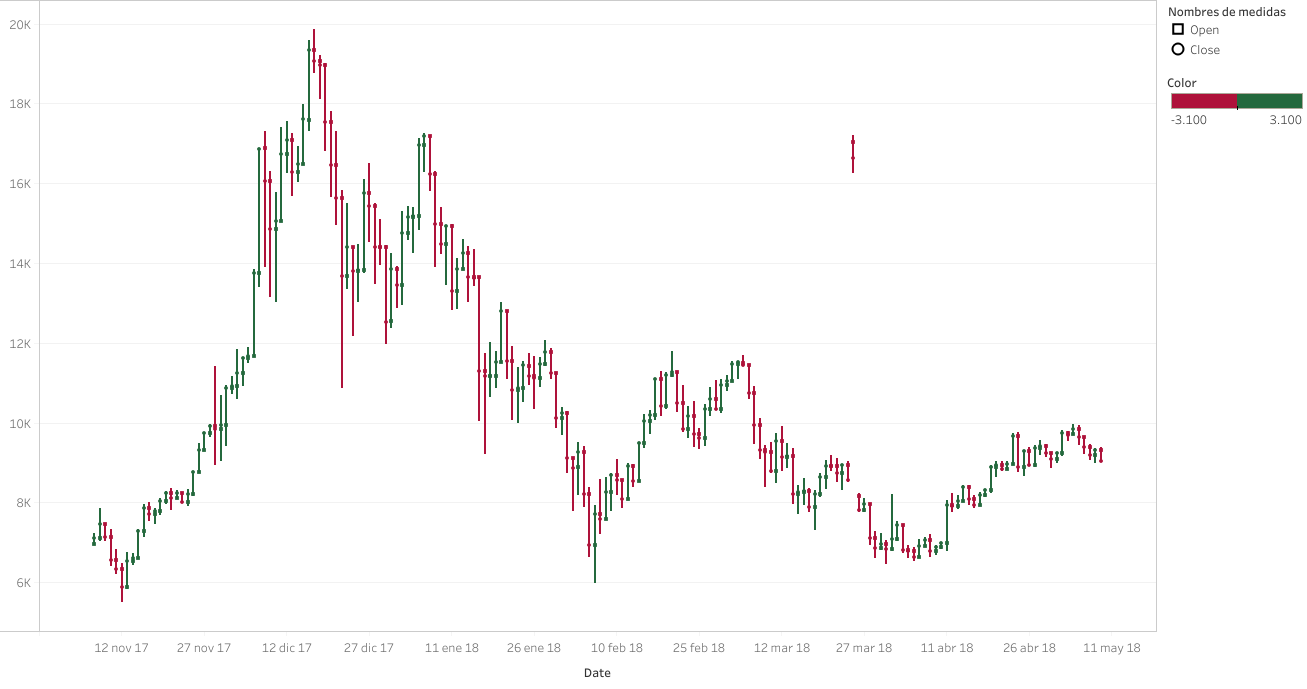 20K
18K
16K
14K
12K
10K
8K
6K
12 nov 17 27 nov 17 12 dic 17 27 dic 17 11 ene 18 26 ene 18 10 feb 18 25 feb 18 12 mar 18 27 mar 18 11 abr 18 26 abr 18 11 may 18
Date
Nombres de medidas
Open
Close
Color
-3.100 3.100